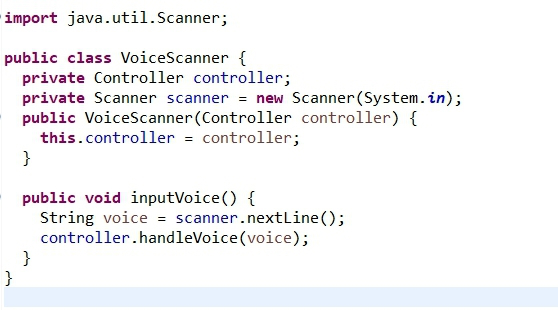 import java.util.Scanner;
public class VoiceScanner {
private Controller controller;
private Scanner scanner = new Scanner(System.in);
public VoiceScanner(Controller controller) {
this.controller = controller;
}
public void inputVoice() {
String voice = scanner.nextLine();
controller.handleVoice(voice);
}
}